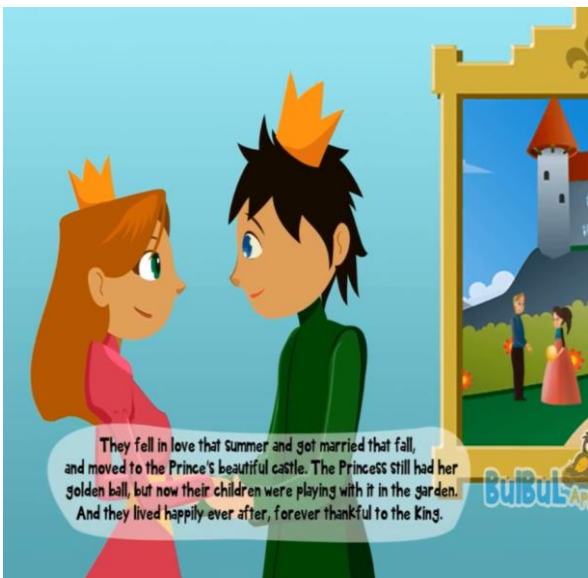 They fell in love that summer and got married that fall,
and moved to the Prince's beautiful castle. The Princess still had her
golden ball, but now their children were playing with it in the garden.
And they lived happily ever after, forever thankful to the King.
BulBuL